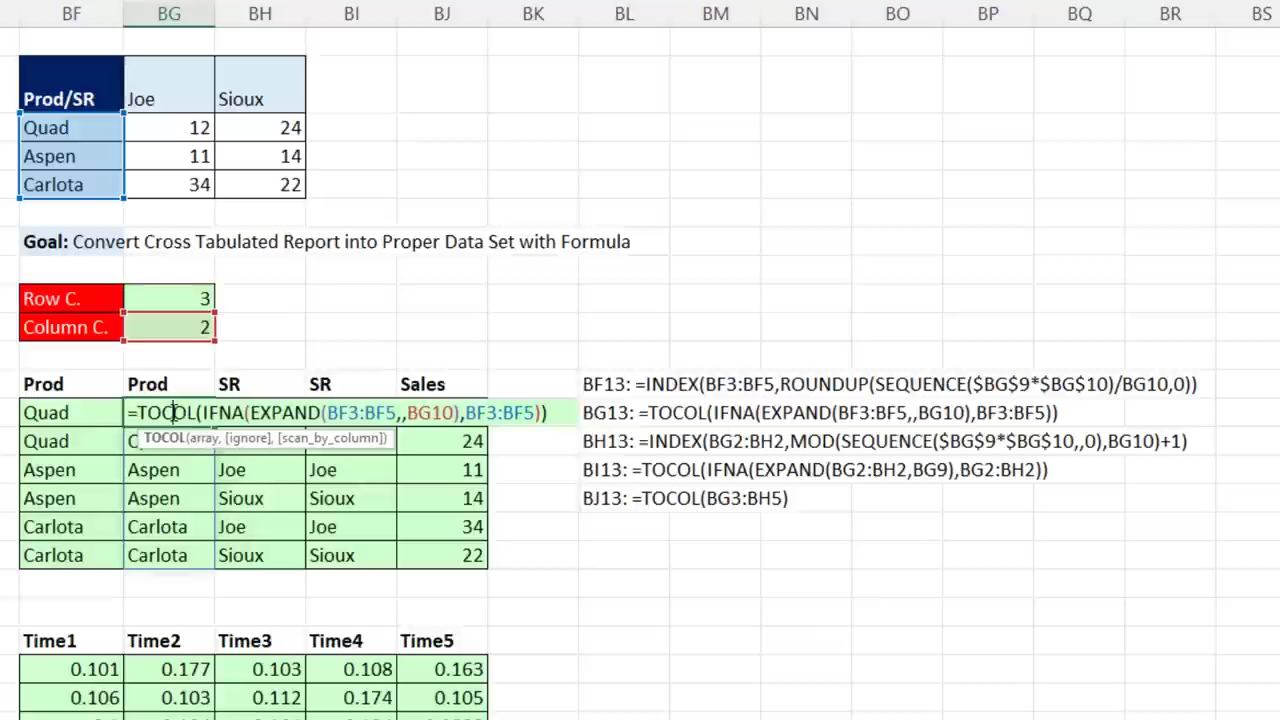 BF BG BH BI BJ BK BL BM BN BO BP BQ BR BS
Prod/SR Joe Sioux
Quad 12 24
Aspen 11 14
Carlota 34 22
Goal: Convert Cross Tabulated Report into Proper Data Set with Formula
Row C. 3
Column C. 2
Prod Prod SR SR Sales BF13: =INDEX(BF3:BF5,ROUNDUP(SEQUENCE($BG$9*$BG$10)/BG10,0))
Quad =TOCOL(IFNA(EXPAND(BF3:BF5,,BG10),BF3:BF5)) BG13: =TOCOL(IFNA(EXPAND(BF3:BF5,,BG10),BF3:BF5))
Quad TOCOL(array, [ignore], [scan_by_column]) 24 BH13: =INDEX(BG2:BH2,MOD(SEQUENCE($BG$9*$BG$10,,0),BG10)+1)
Aspen Aspen Joe Joe 11 BI13: =TOCOL(IFNA(EXPAND(BG2:BH2,BG9),BG2:BH2))
Aspen Aspen Sioux Sioux 14 BJ13: =TOCOL(BG3:BH5)
Carlota Carlota Joe Joe 34
Carlota Carlota Sioux Sioux 22
Time1 Time2 Time3 Time4 Time5
0.101 0.177 0.103 0.108 0.163
0.106 0.103 0.112 0.174 0.105